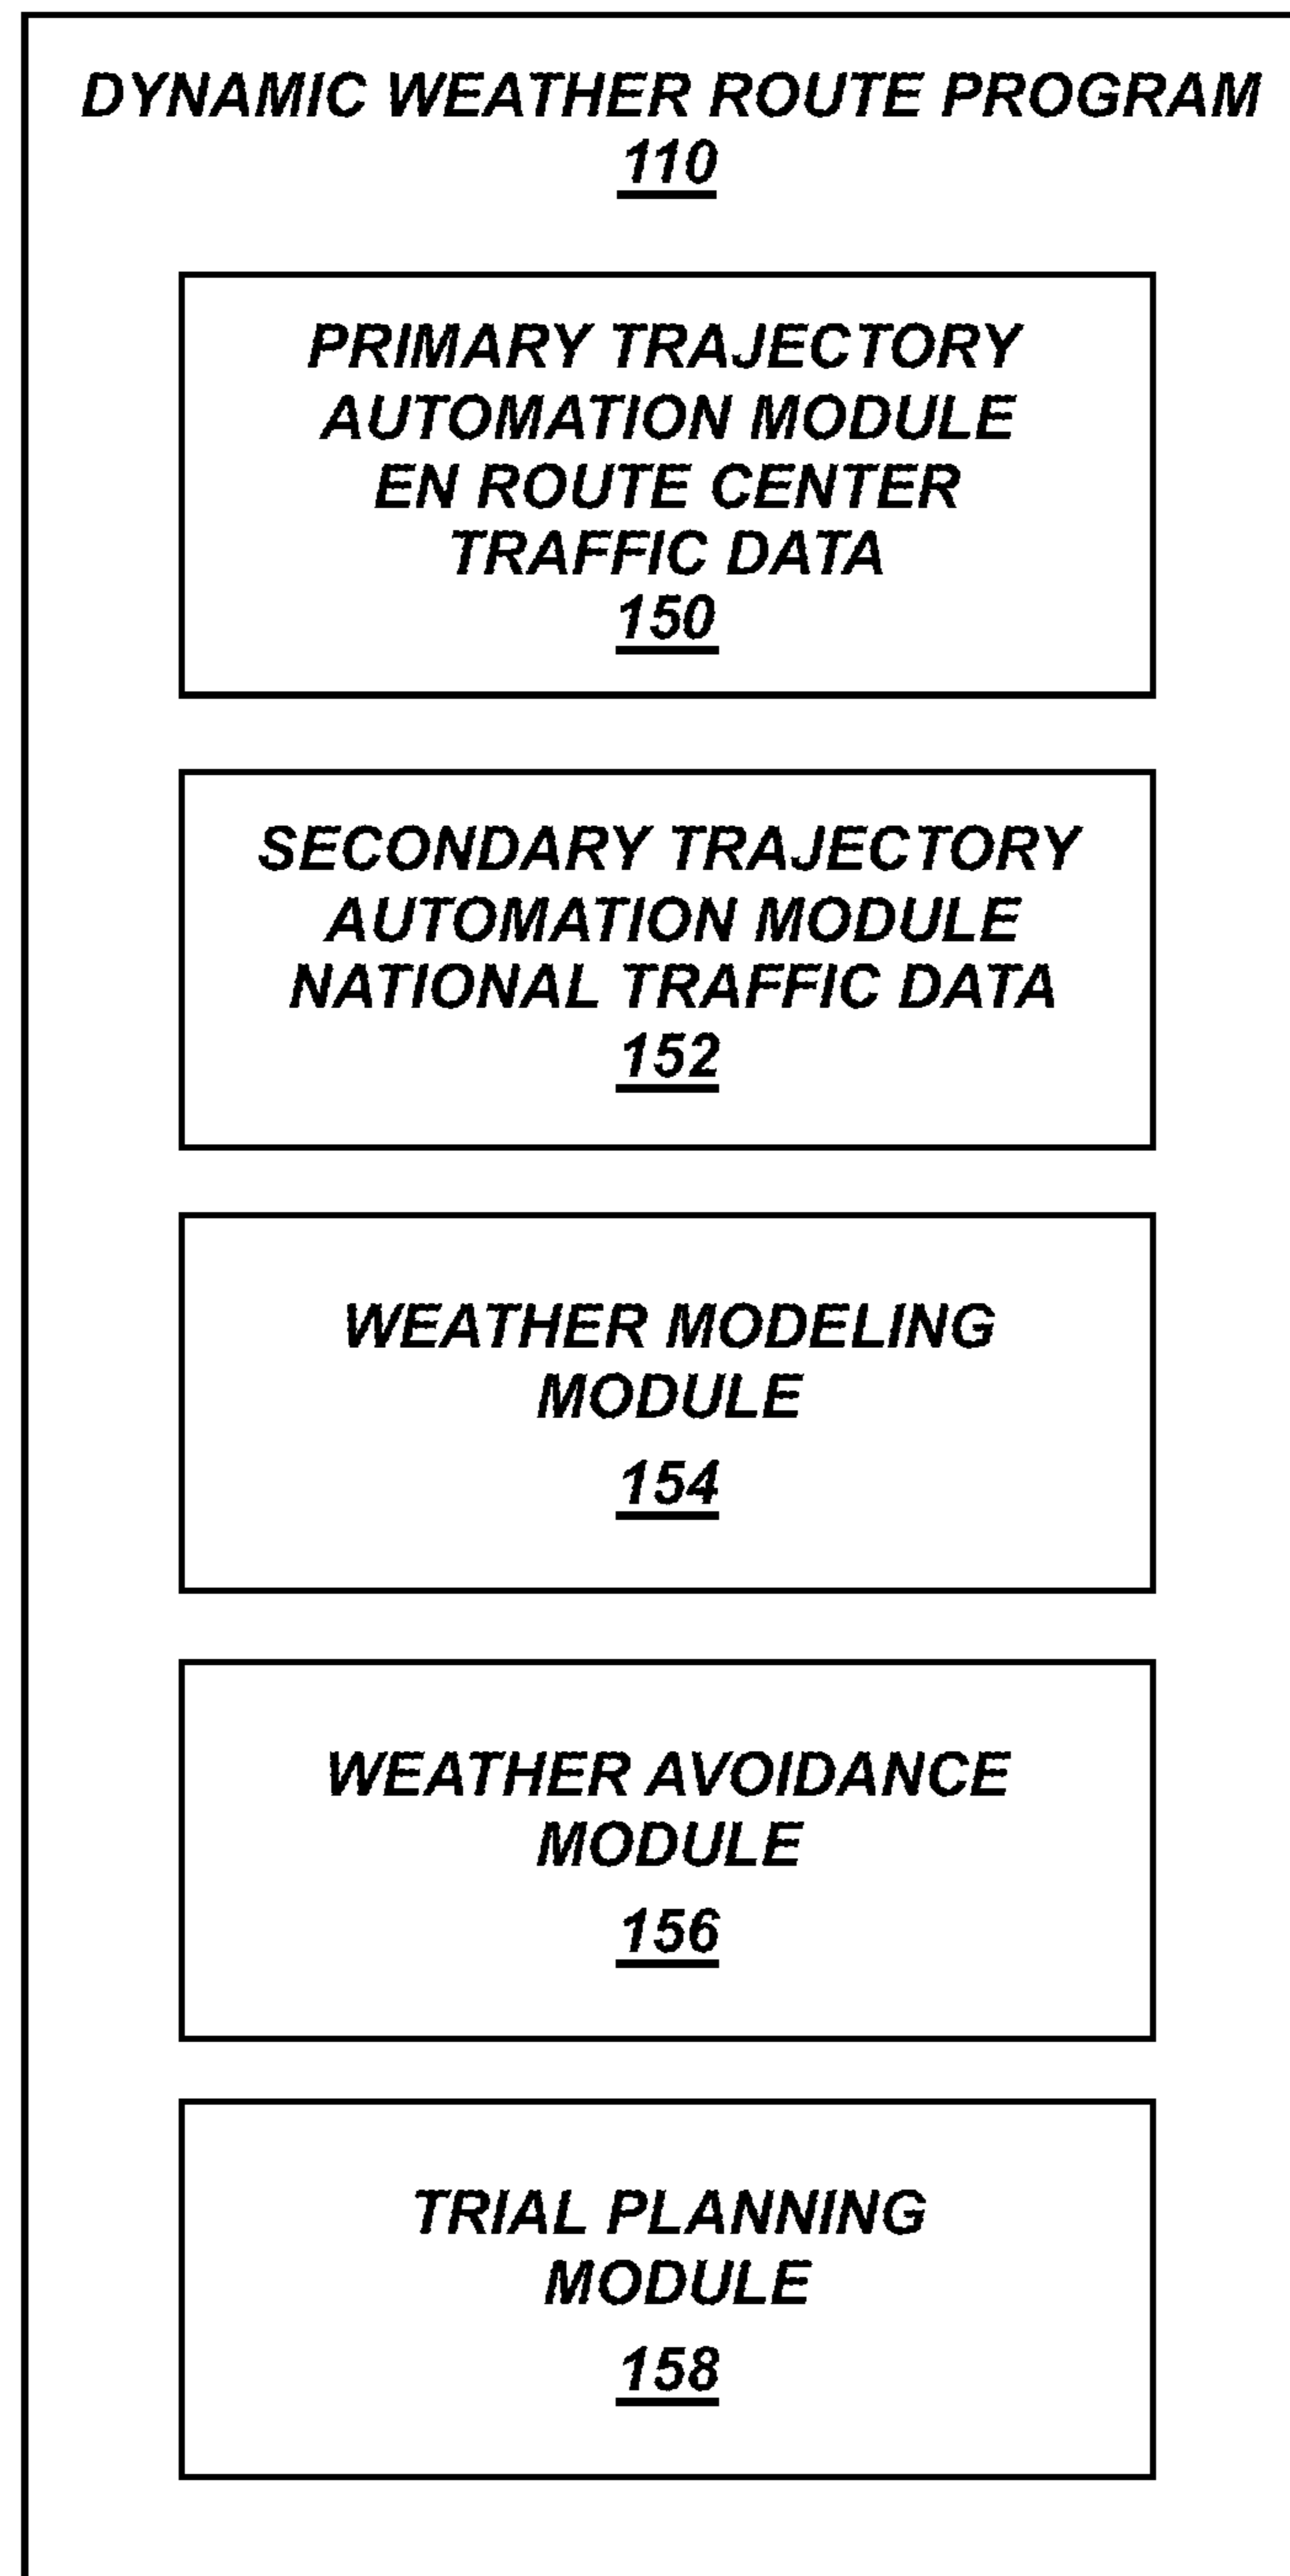 DYNAMIC WEATHER ROUTE PROGRAM
110
PRIMARY TRAJECTORY
AUTOMATION MODULE
EN ROUTE CENTER
TRAFFIC DATA
150
SECONDARY TRAJECTORY
AUTOMATION MODULE
NATIONAL TRAFFIC DATA
152
WEATHER MODELING
MODULE
154
WEATHER AVOIDANCE
MODULE
156
TRIAL PLANNING
MODULE
158